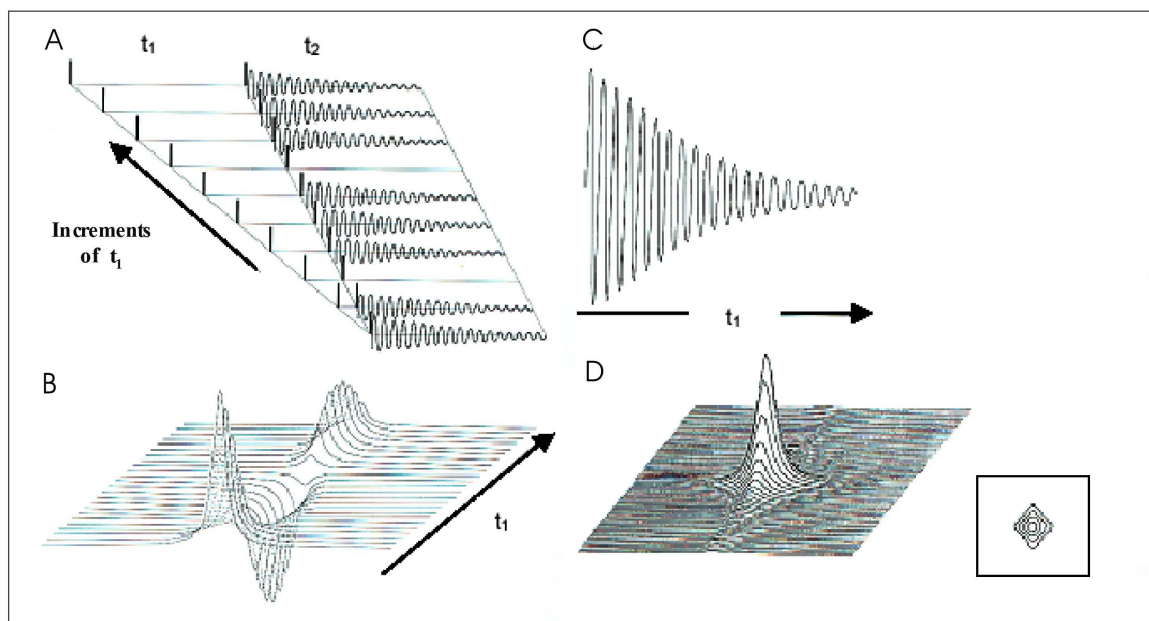 A
t₁
t₂
Increments
of t₁
B
t₁
C
t₁
D